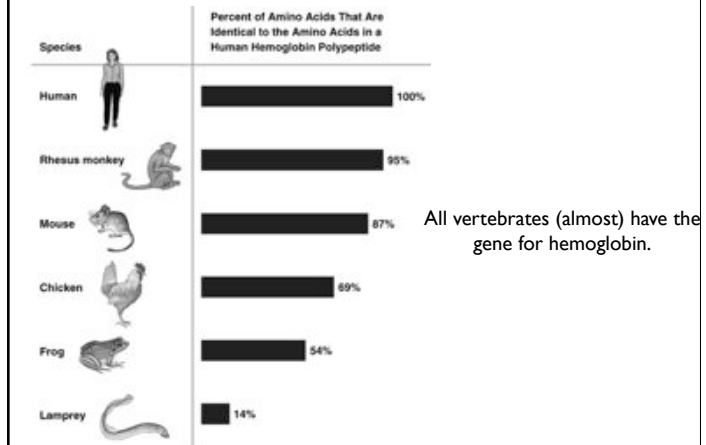 Percent of Amino Acids That Are
Identical to the Amino Acids in a
Human Hemoglobin Polypeptide
Species
Human
100%
Rhesus monkey
95%
Mouse
87%
All vertebrates (almost) have the
gene for hemoglobin.
Chicken
69%
Frog
54%
Lamprey
14%